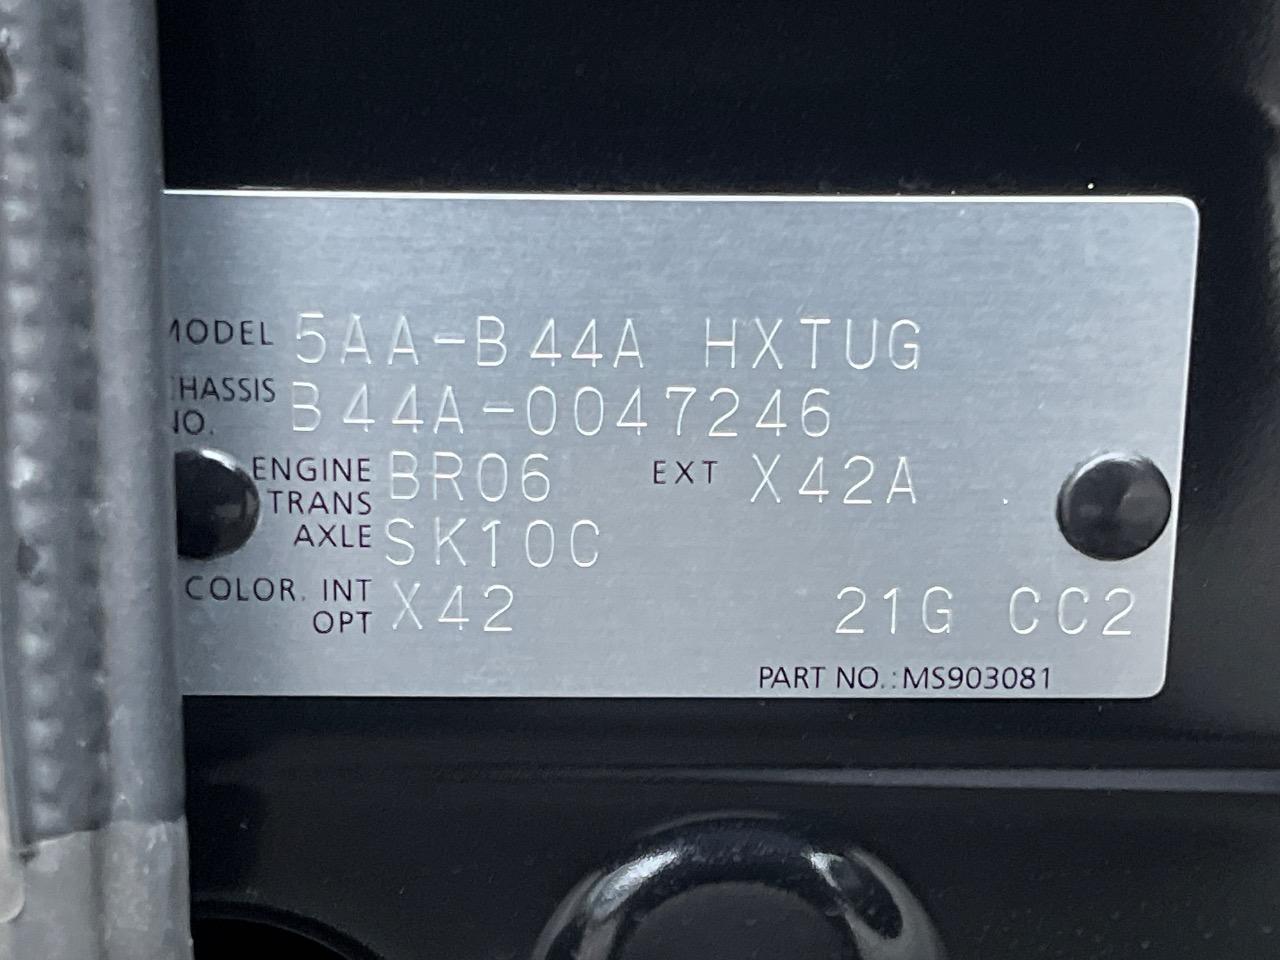 MODEL 5AA-B44A HXTUG
CHASSIS NO. B44A-0047246
ENGINE BR06 EXT X42A
TRANS AXLE SK10C
COLOR. INT OPT X42 21G CC2
PART NO.:MS903081